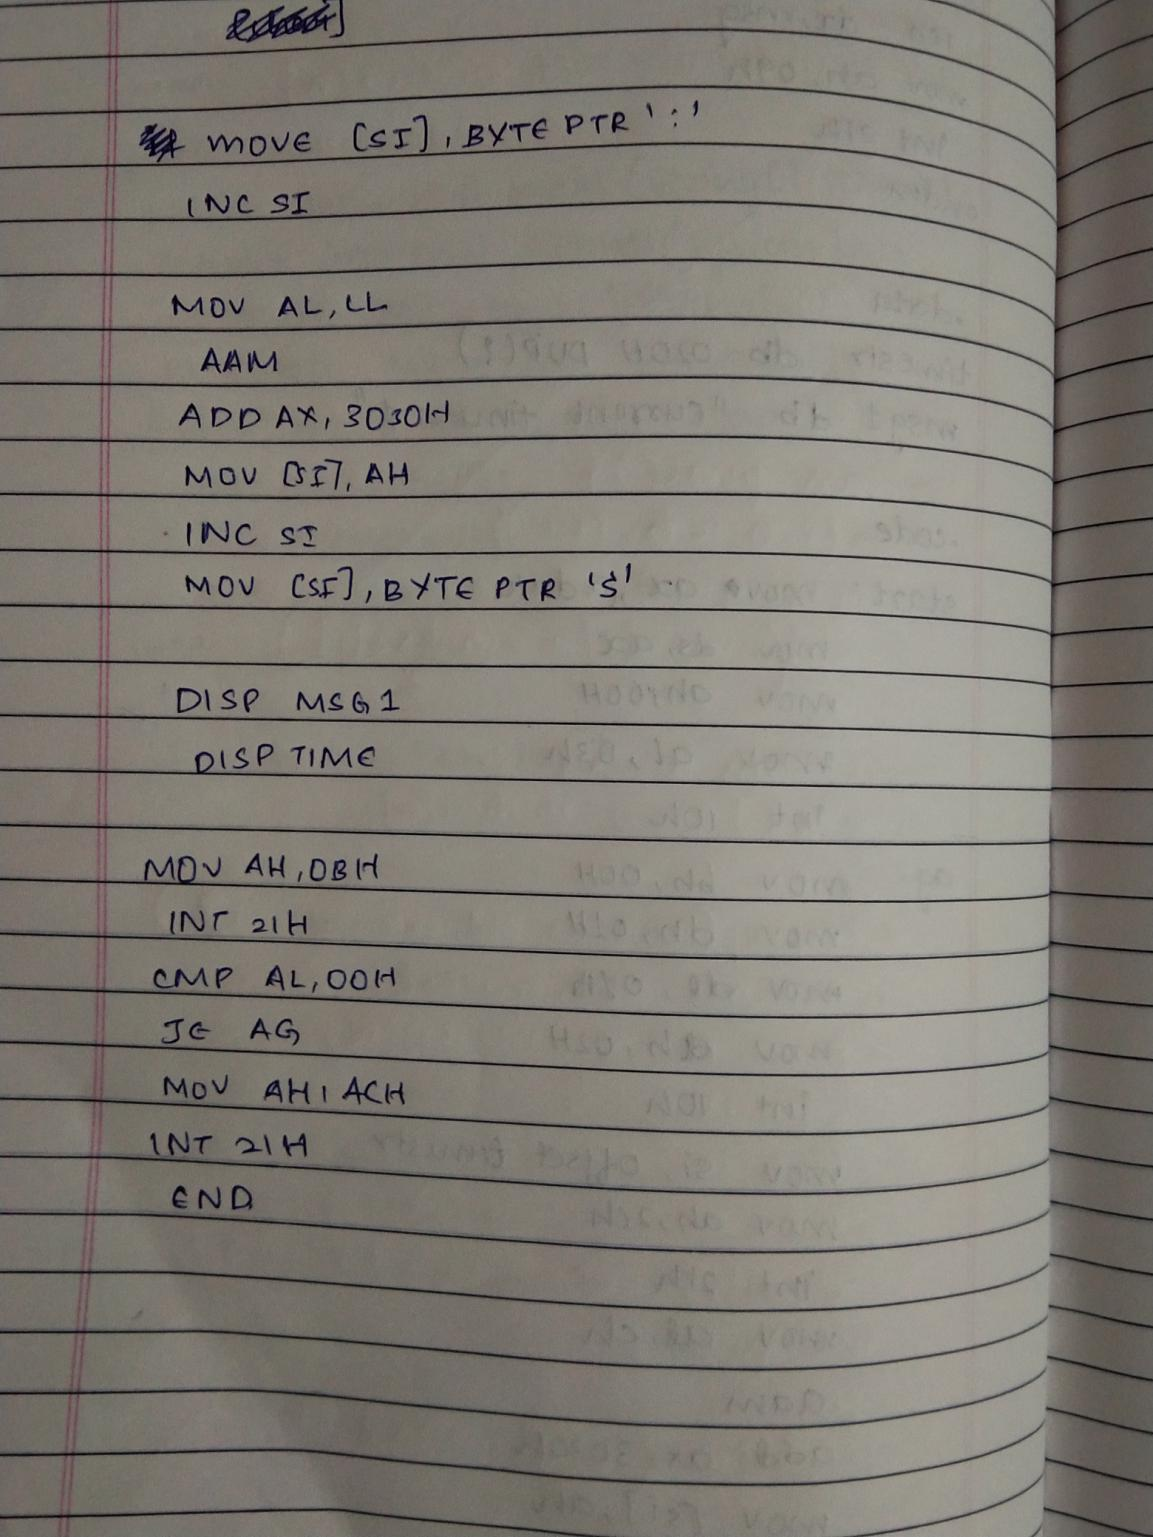 MOVE [SI], BYTE PTR ':'
INC SI
MOV AL, LL
AAM
ADD AX, 3030H
MOV [SI], AH
INC SI
MOV [SI], BYTE PTR '$'
DISP MSG1
DISP TIME
MOV AH, 0BH
INT 21H
CMP AL, 00H
JE AG
MOV AH, ACH
INT 21H
END